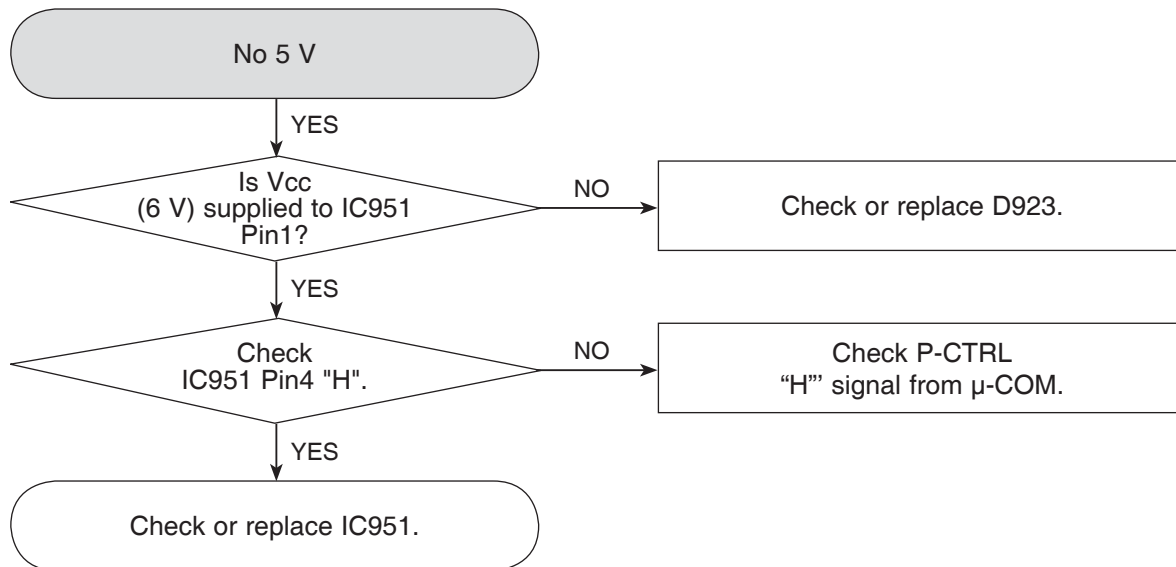 No 5 V
YES
Is Vcc
(6 V) supplied to IC951
Pin1?
NO
Check or replace D923.
YES
Check
IC951 Pin4 "H".
NO
Check P-CTRL
“H”’ signal from µ-COM.
YES
Check or replace IC951.